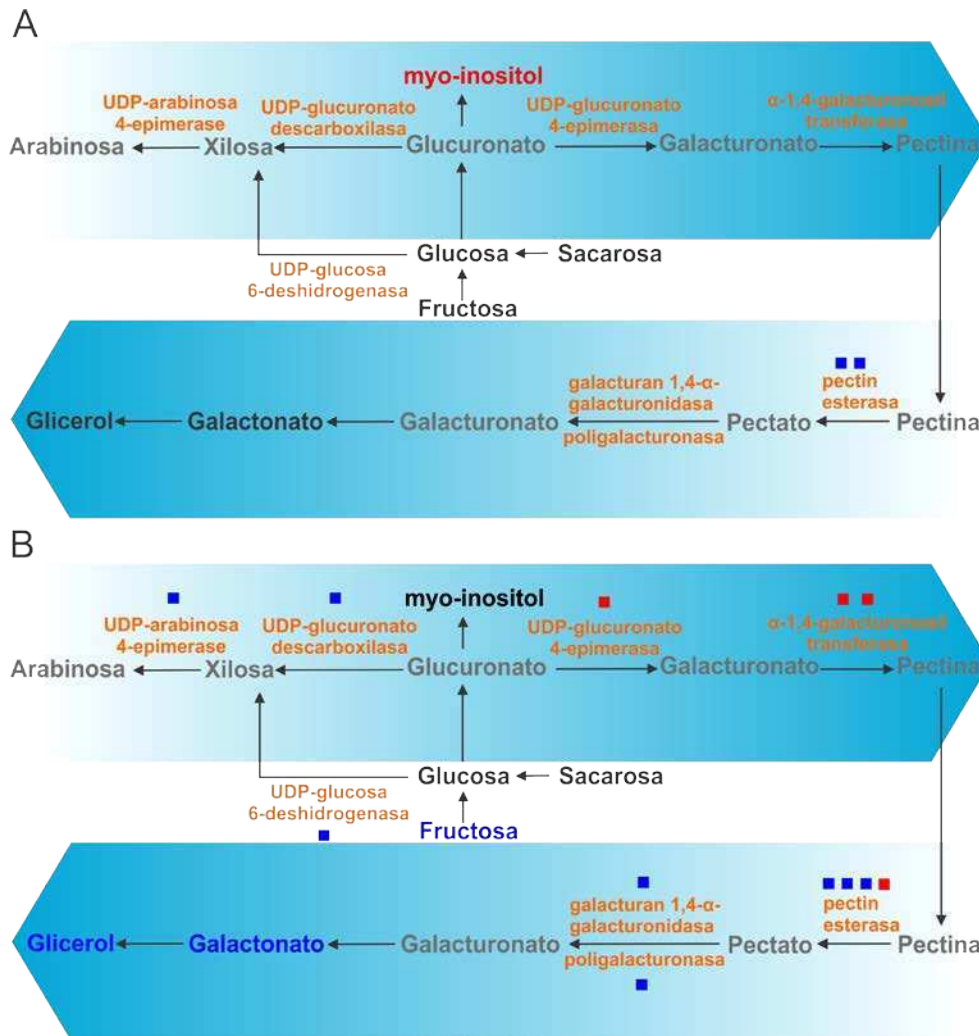 A
myo-inositol
UDP-arabinosa
4-epimerase
UDP-glucuronato
descarboxilasa
UDP-glucuronato
4-epimerasa
α-1,4-galacturonosil
transferasa
Arabinosa Xilosa Glucuronato Galacturonato Pectina
Glucosa Sacarosa
UDP-glucosa
6-deshidrogenasa
Fructosa
galacturan 1,4-α-
galacturonidasa
poligalacturonasa
pectin
esterasa
Glicerol Galactonato Galacturonato Pectato Pectina
B
myo-inositol
UDP-arabinosa
4-epimerase
UDP-glucuronato
descarboxilasa
UDP-glucuronato
4-epimerasa
α-1,4-galacturonosil
transferasa
Arabinosa Xilosa Glucuronato Galacturonato Pectina
Glucosa Sacarosa
UDP-glucosa
6-deshidrogenasa
Fructosa
galacturan 1,4-α-
galacturonidasa
poligalacturonasa
pectin
esterasa
Glicerol Galactonato Galacturonato Pectato Pectina